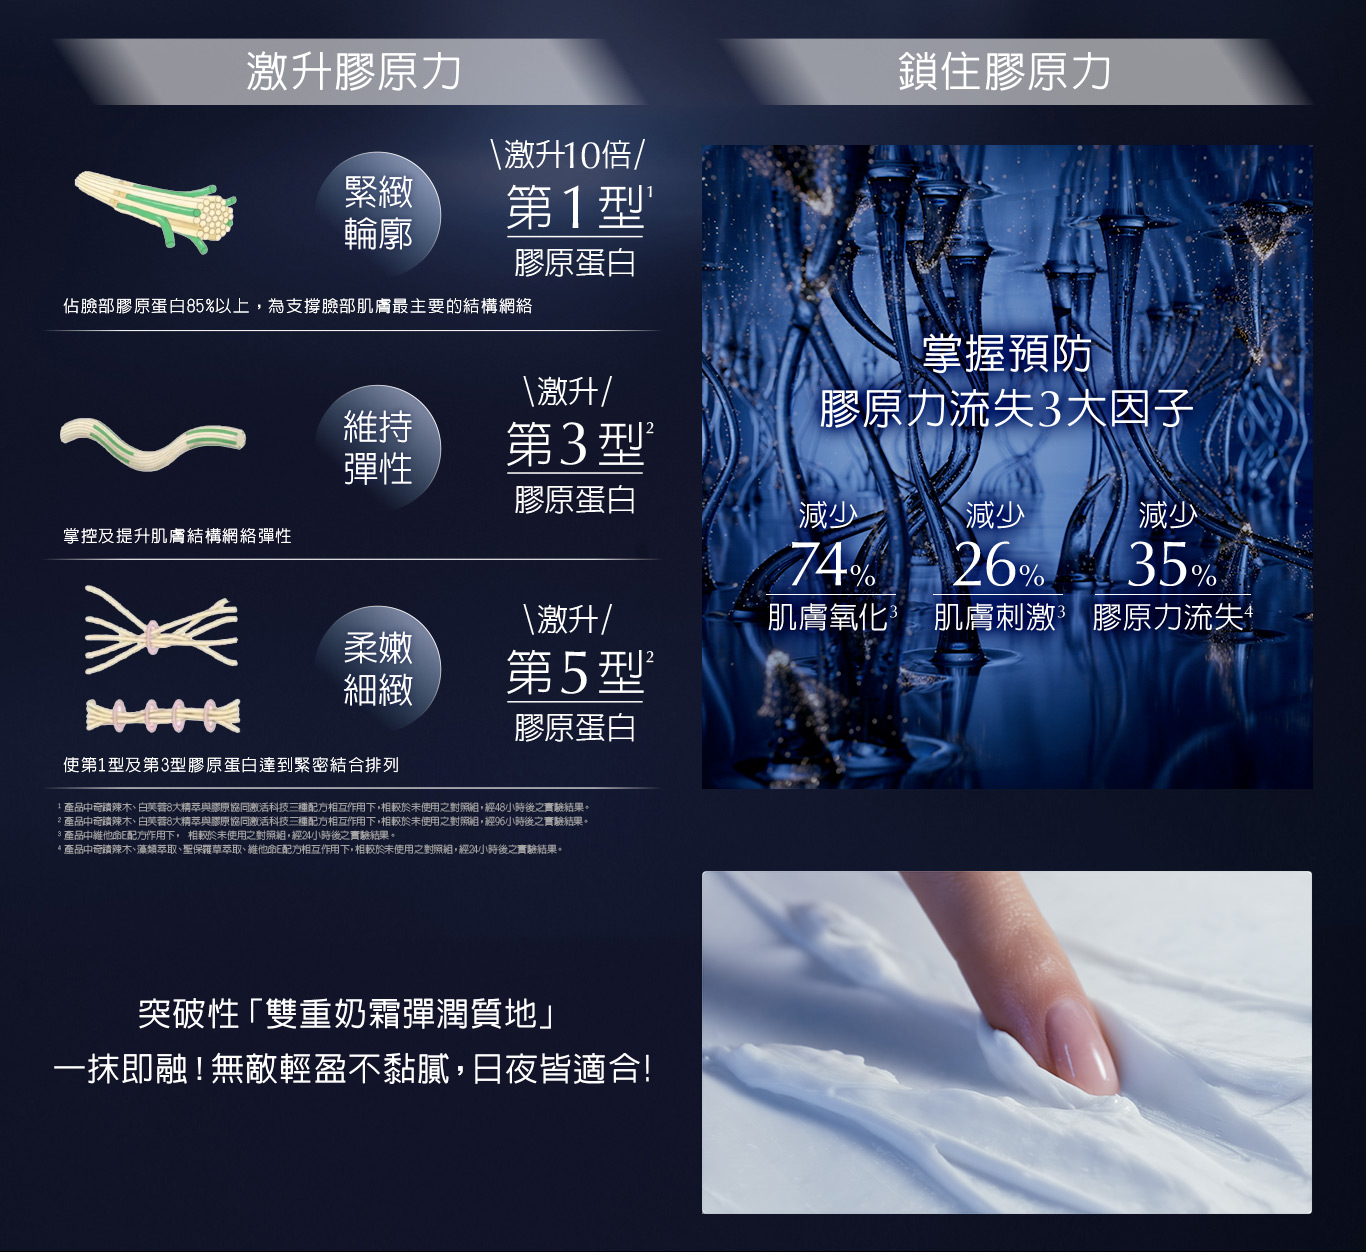 激升膠原力
緊緻
輪廓
\激升10倍/
第1型¹
膠原蛋白
佔臉部膠原蛋白85%以上，為支撐臉部肌膚最主要的結構網絡
維持
彈性
\激升/
第3型²
膠原蛋白
掌控及提升肌膚結構網絡彈性
柔嫩
細緻
\激升/
第5型²
膠原蛋白
使第1型及第3型膠原蛋白達到緊密結合排列
¹ 產品中奇蹟辣木、白芙蓉8大精萃與膠原協同激活科技三種配方相互作用下，相較於未使用之對照組，經48小時後之實驗結果。
² 產品中奇蹟辣木、白芙蓉8大精萃與膠原協同激活科技三種配方相互作用下，相較於未使用之對照組，經96小時後之實驗結果。
³ 產品中維他命E配方作用下， 相較於未使用之對照組，經24小時後之實驗結果。
⁴ 產品中奇蹟辣木、藻類萃取、聖保羅草萃取、維他命E配方相互作用下，相較於未使用之對照組，經24小時後之實驗結果。
鎖住膠原力
掌握預防
膠原力流失3大因子
減少
74%
肌膚氧化³
減少
26%
肌膚刺激³
減少
35%
膠原力流失⁴
突破性「雙重奶霜彈潤質地」
一抹即融！無敵輕盈不黏膩，日夜皆適合！